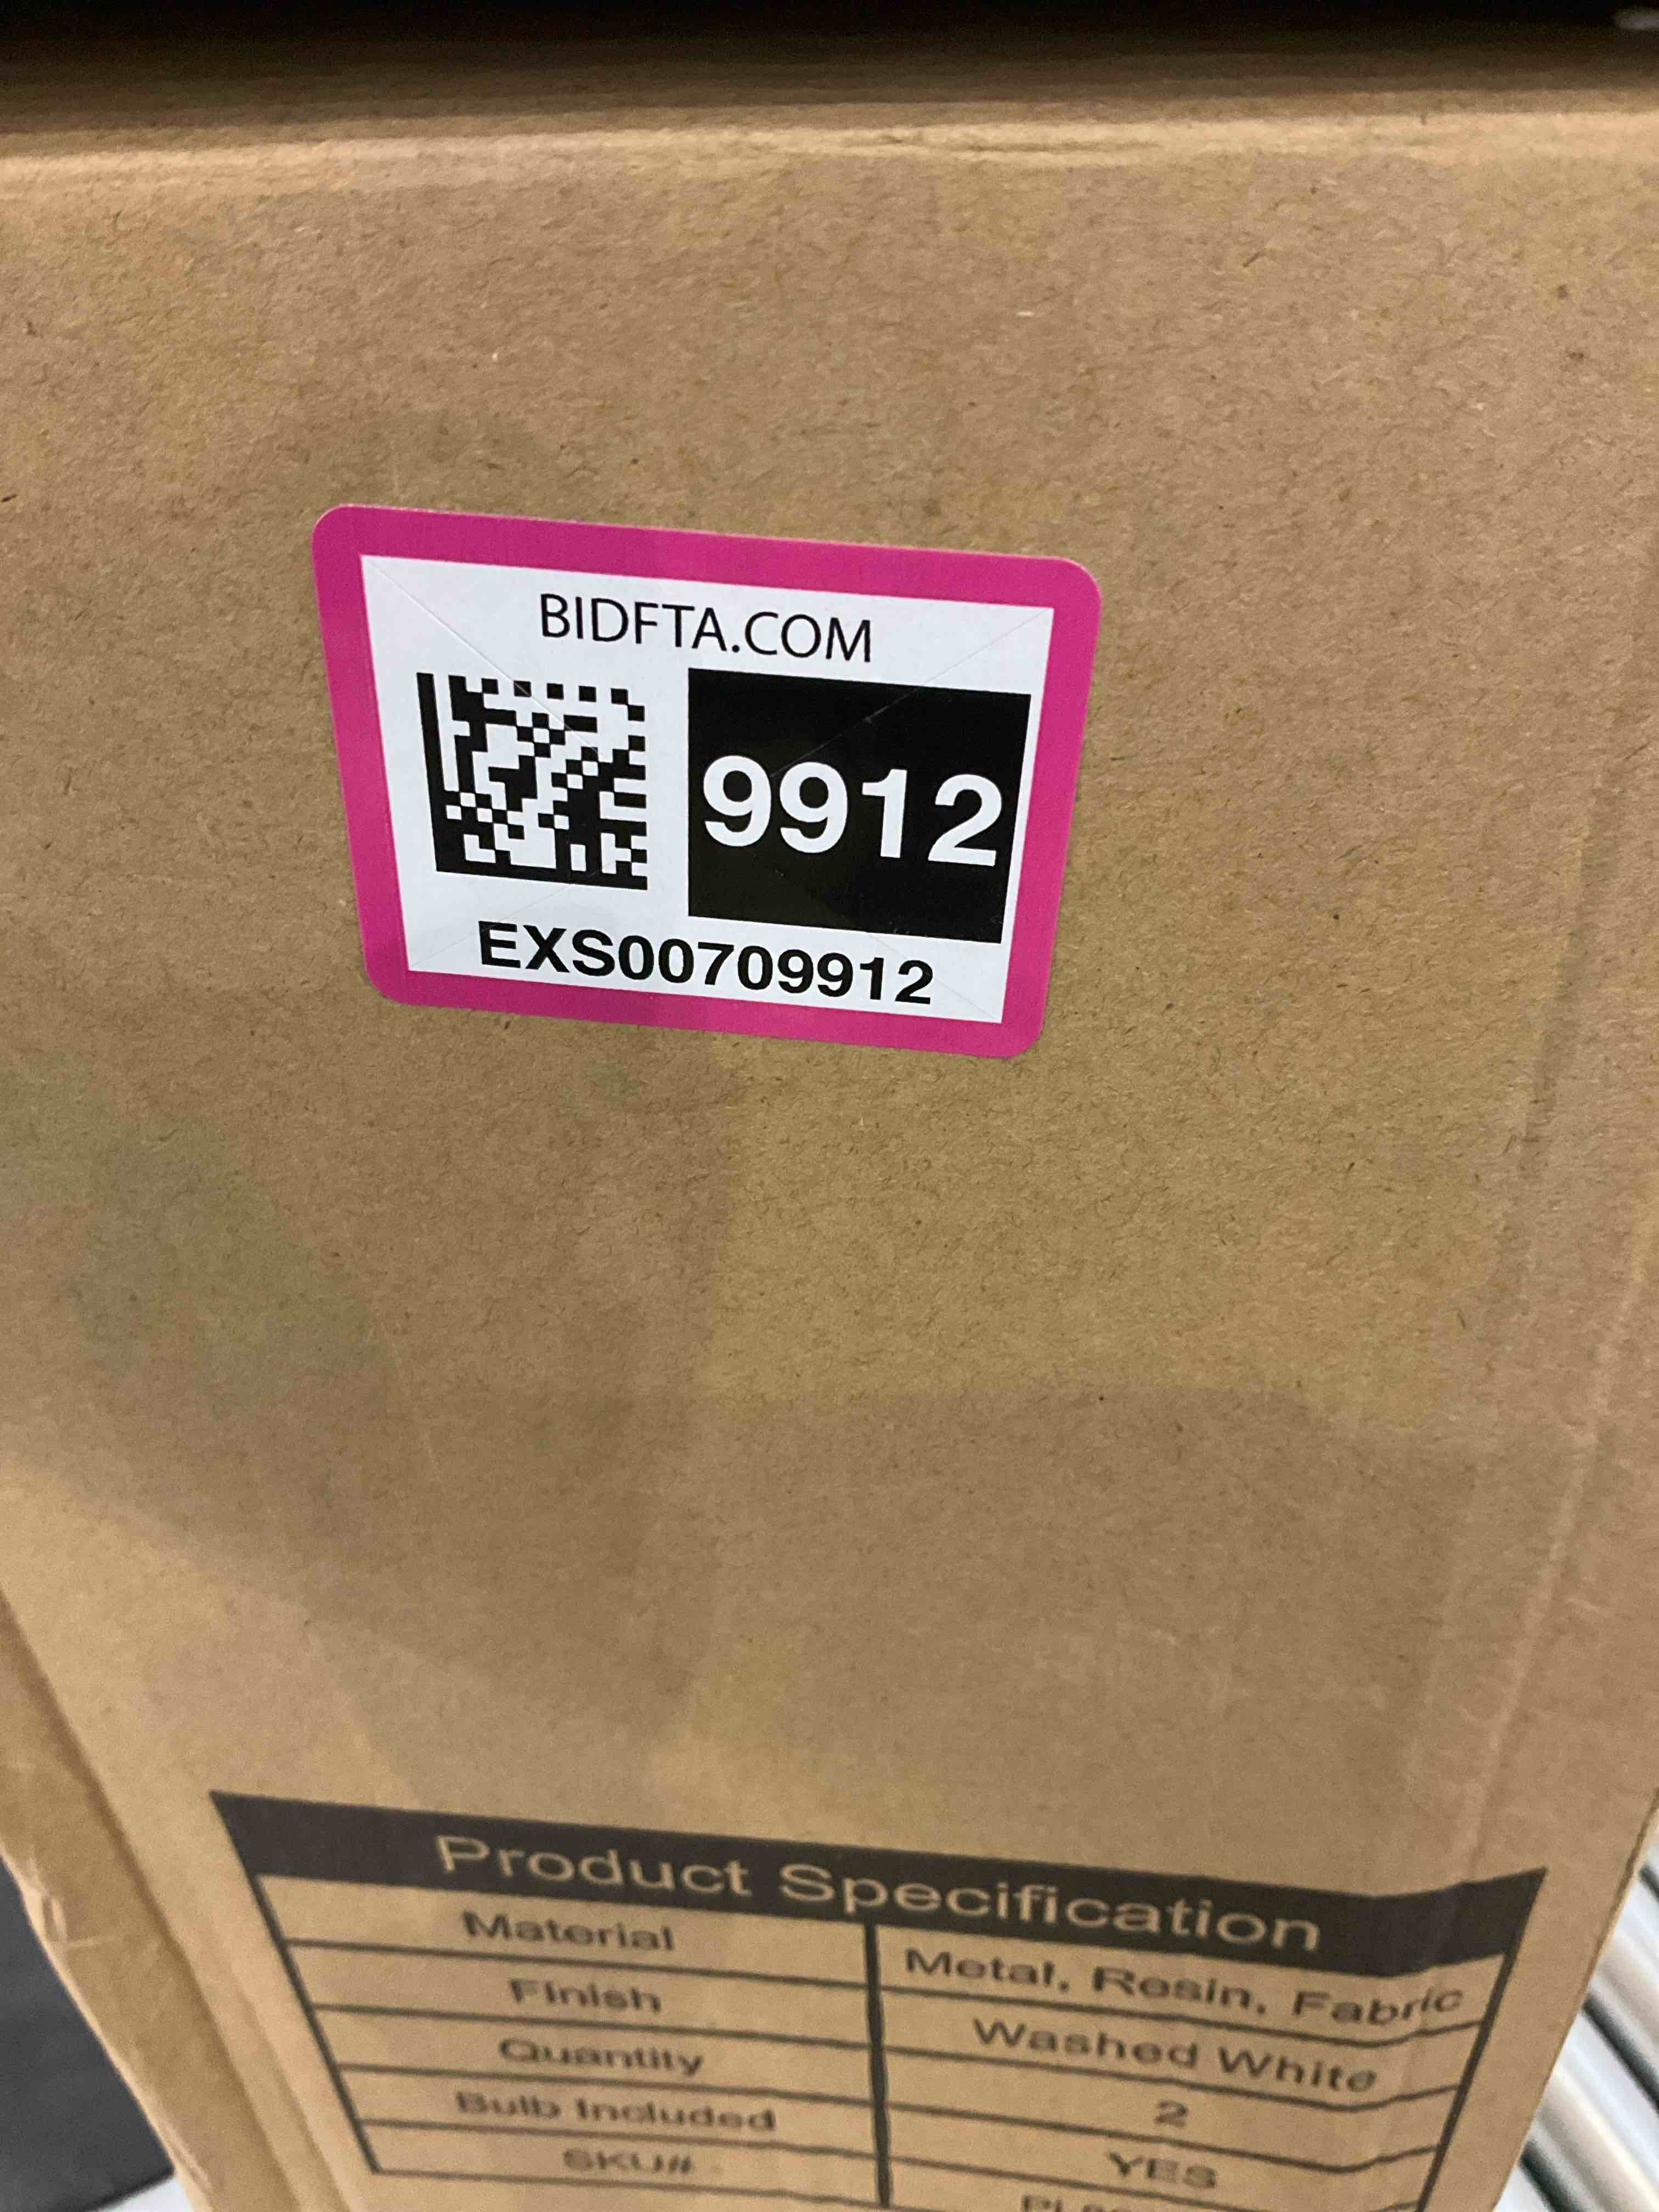 BIDFTA.COM
9912
EXS00709912
Product Specification
Material Metal, Resin, Fabric
Finish Washed White
Quantity 2
Bulb Included YES
SKU#